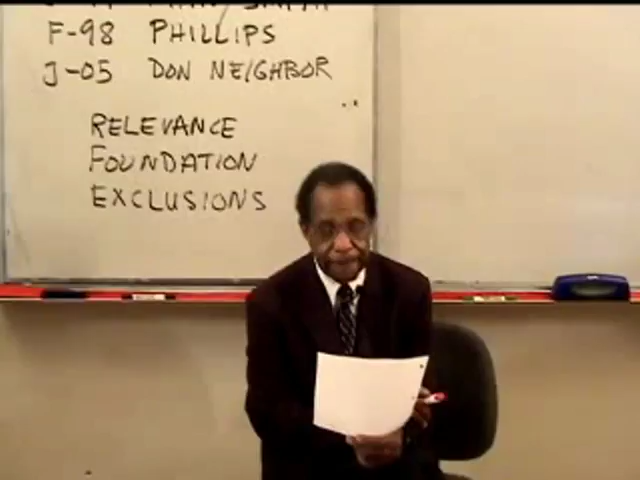 F-98 PHILLIPS
J-05 DON NEIGHBOR
RELEVANCE
FOUNDATION
EXCLUSIONS